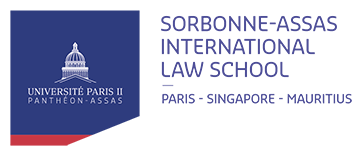 UNIVERSITÉ PARIS II
PANTHÉON-ASSAS
SORBONNE-ASSAS
INTERNATIONAL
LAW SCHOOL
PARIS - SINGAPORE - MAURITIUS